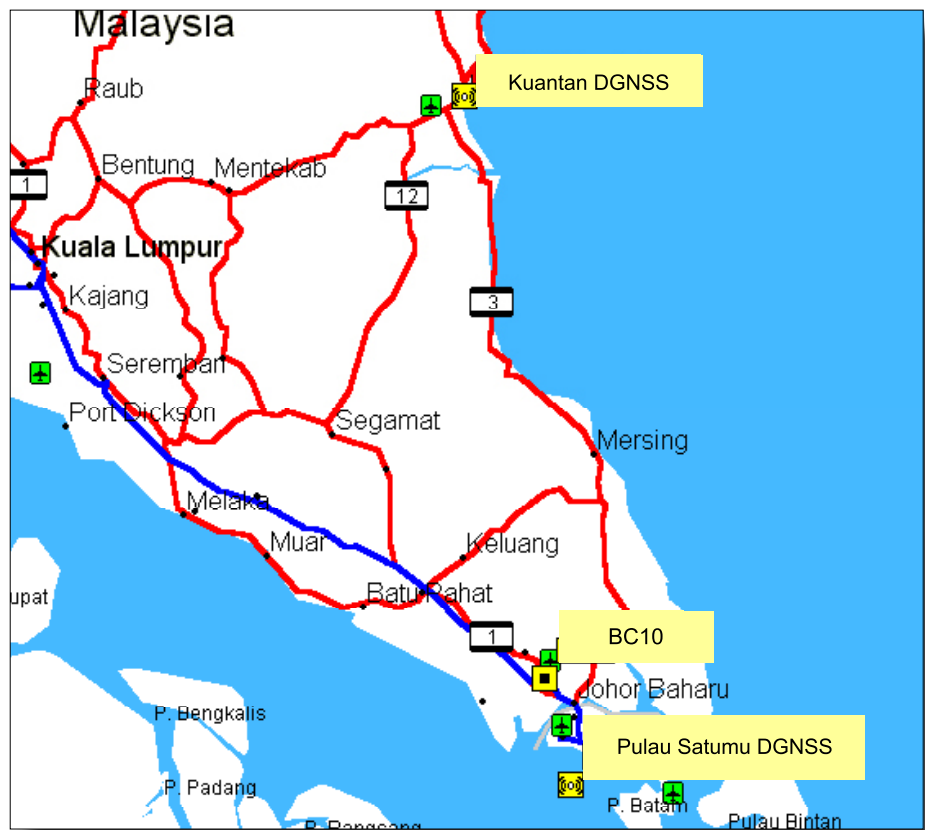 Malaysia
Kuantan DGNSS
Raub
Bentung
Mentekab
1
12
Kuala Lumpur
Kajang
3
Seremban
Port Dickson
Segamat
Mersing
Melaka
Muar
Keluang
upat
Batu Pahat
1
BC10
Johor Baharu
P. Bengkalis
Pulau Satumu DGNSS
P. Padang
P. Batam
Pulau Bintan
P. Rangsang